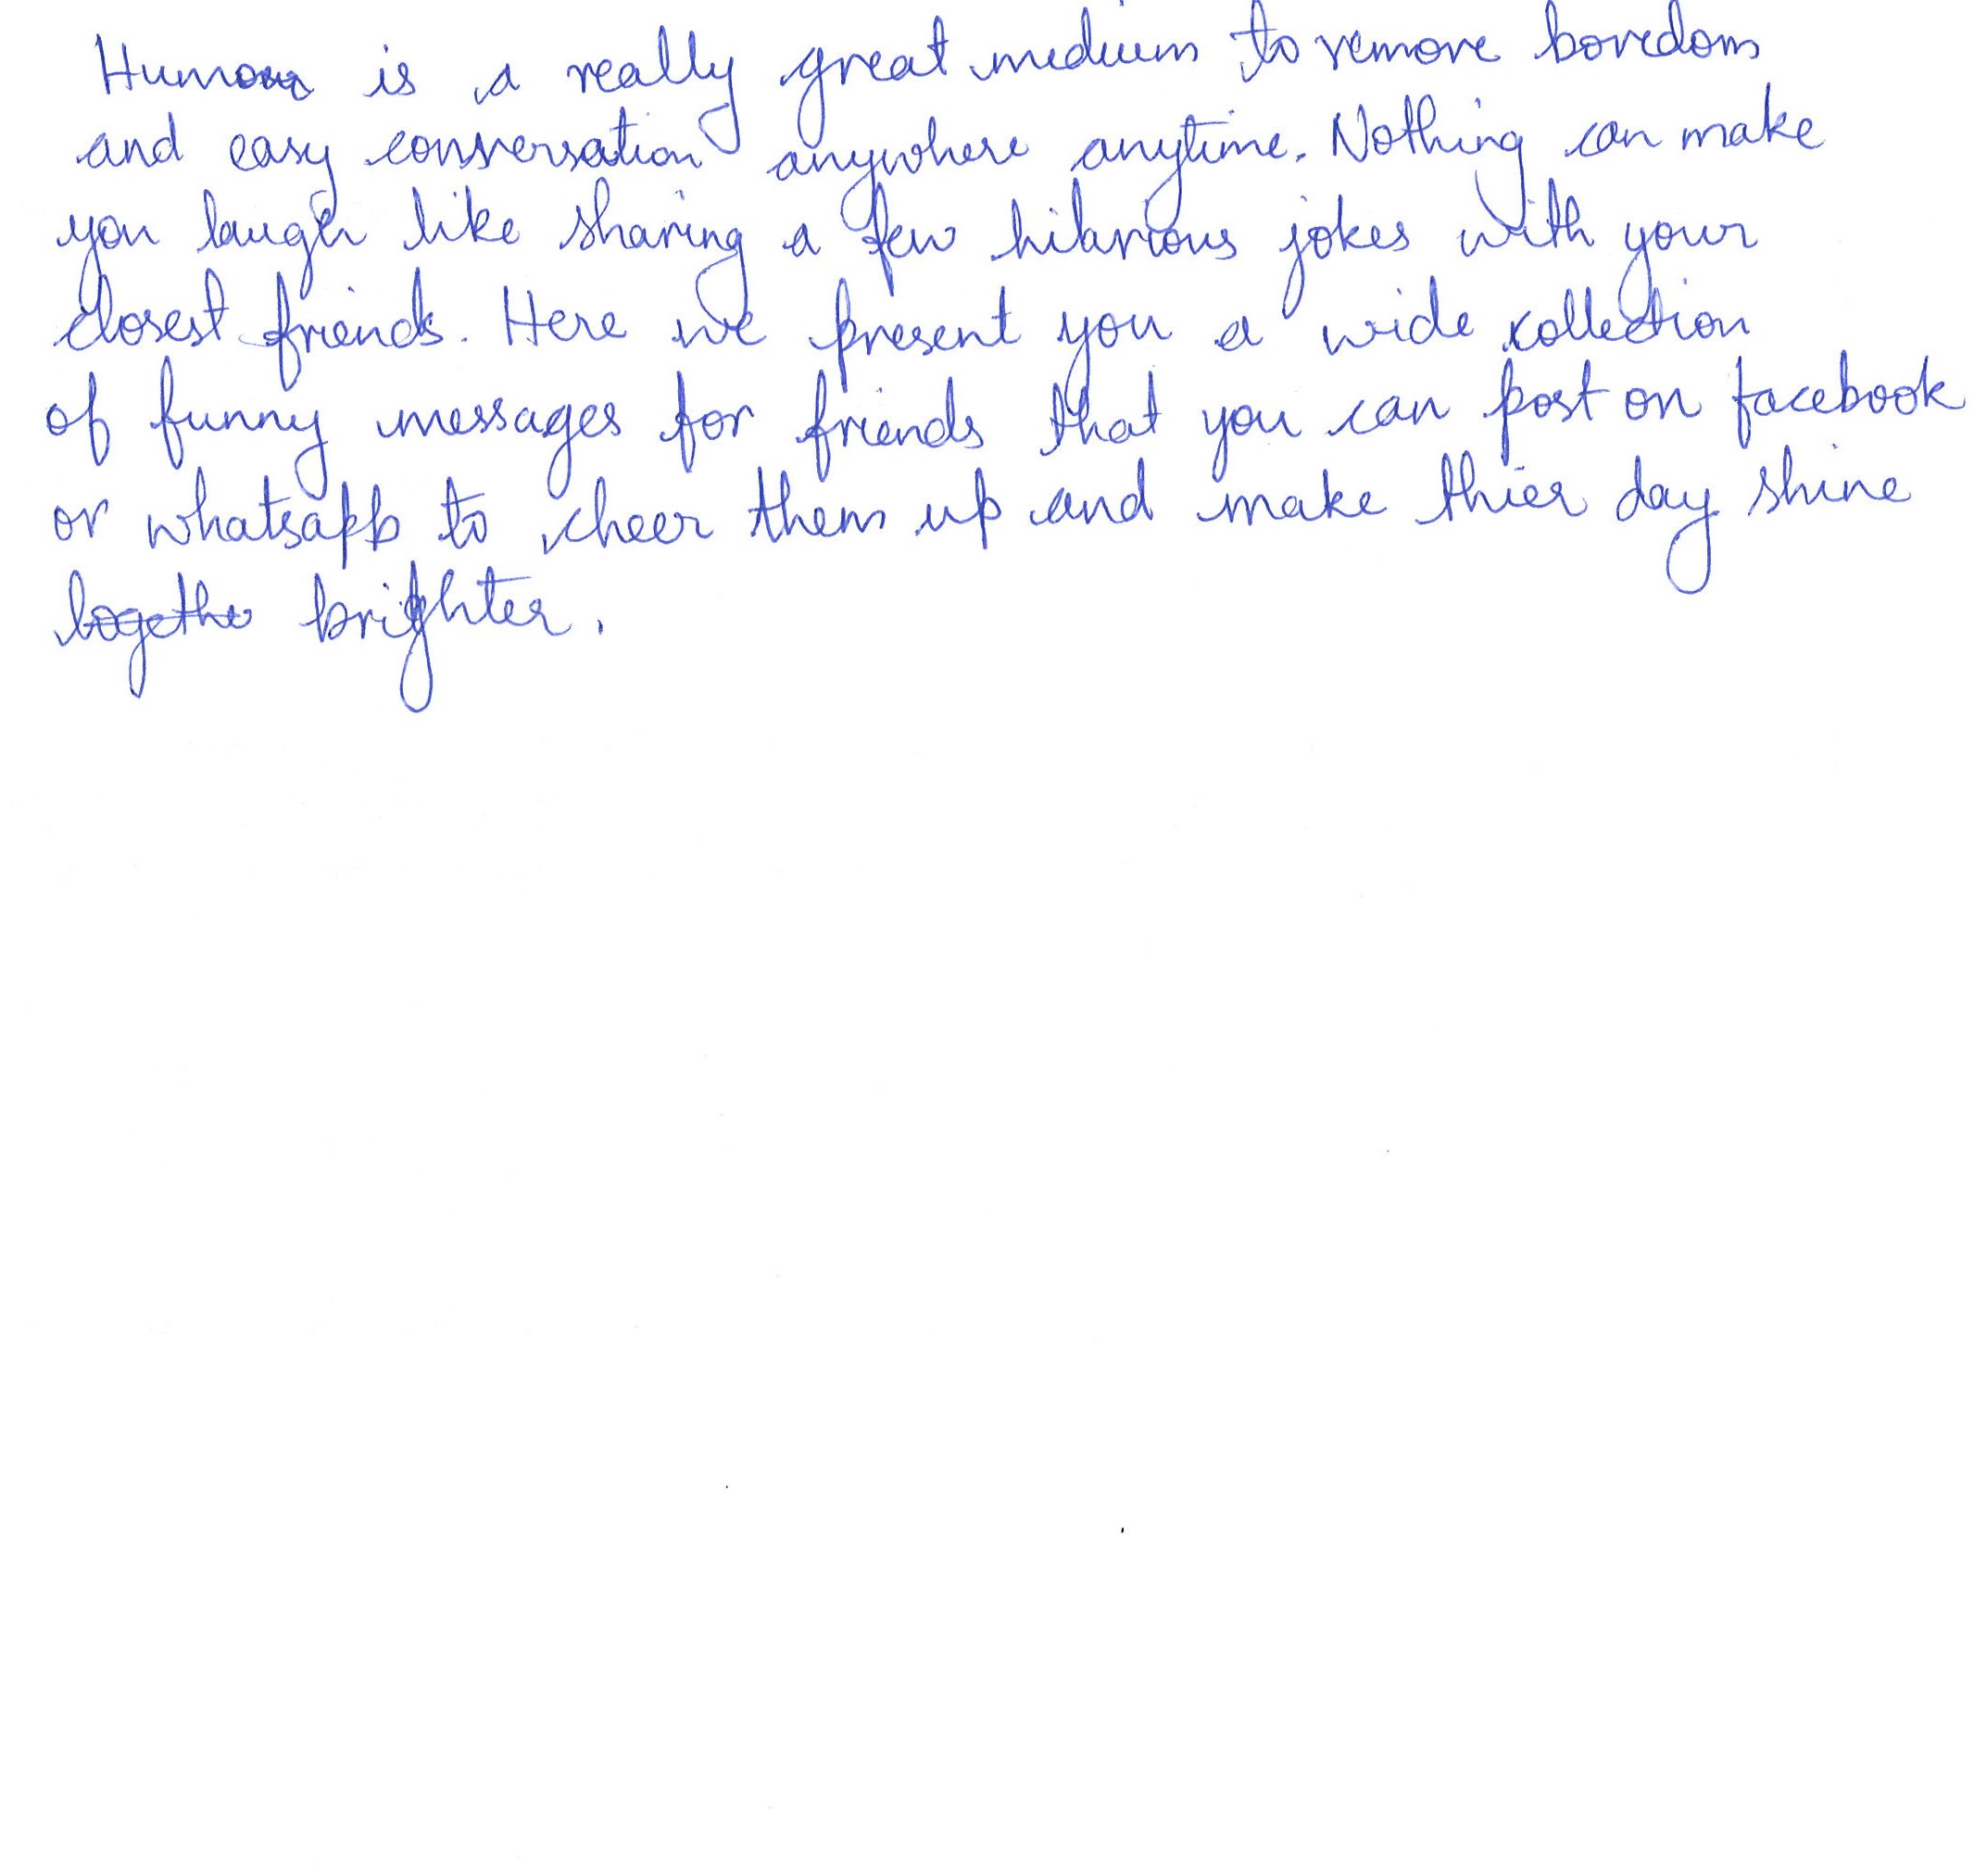 Humour is a really great medium to remove boredom
and easy conversation anywhere anytime. Nothing can make
you laugh like sharing a few hilarious jokes with your
closest friends. Here we present you a wide collection
of funny messages for friends that you can post on facebook
or whatsapp to cheer them up and make thier day shine
brighter.